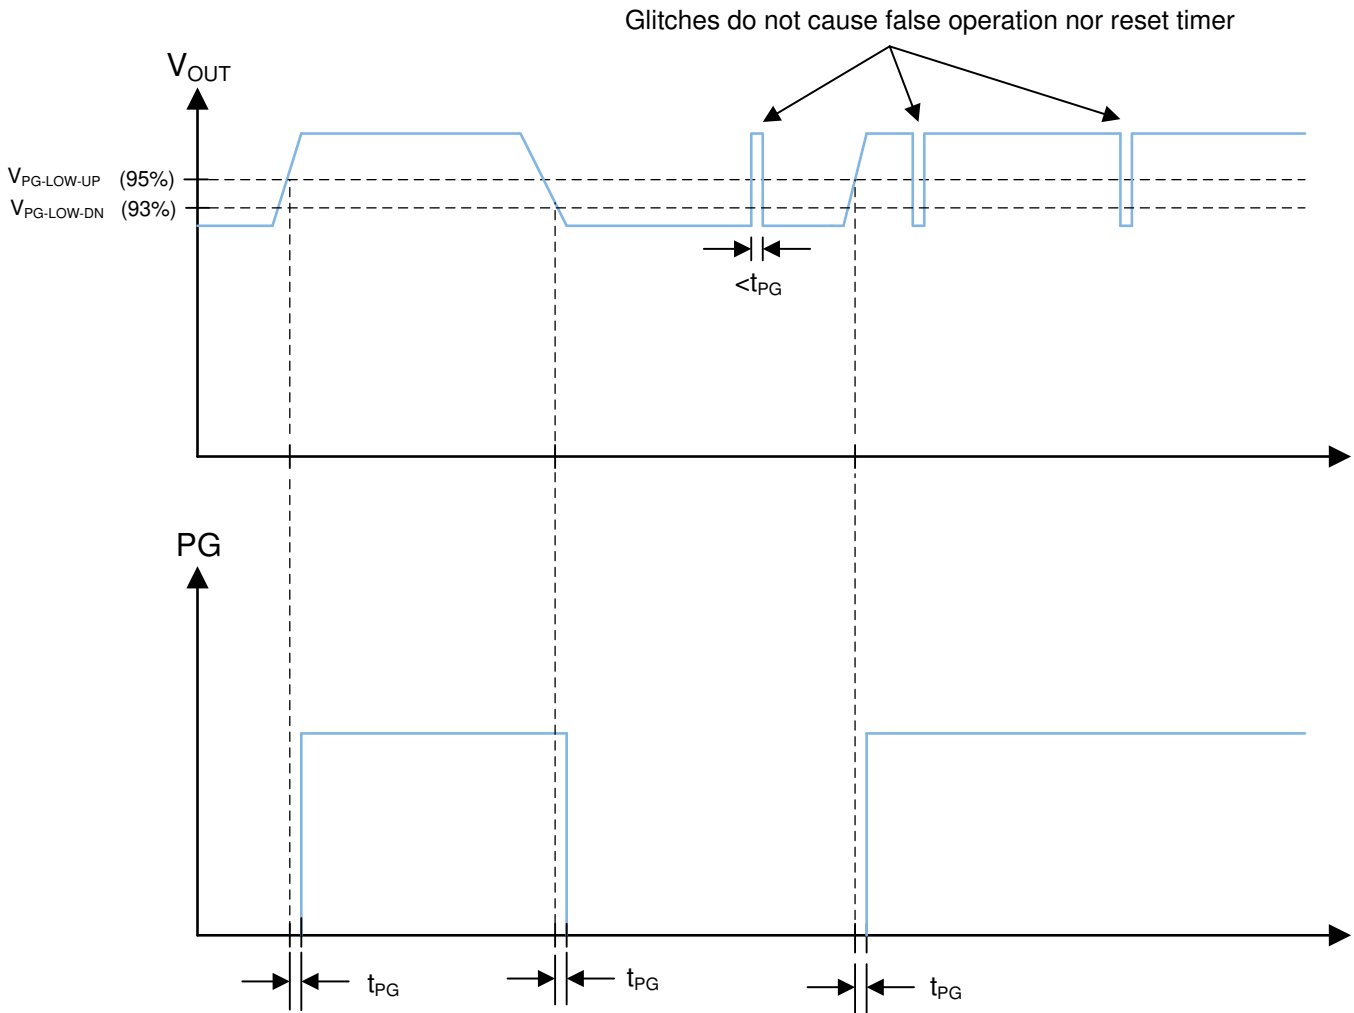 Glitches do not cause false operation nor reset timer
VOUT
VPG-LOW-UP (95%)
VPG-LOW-DN (93%)
<tPG
PG
tPG
tPG
tPG